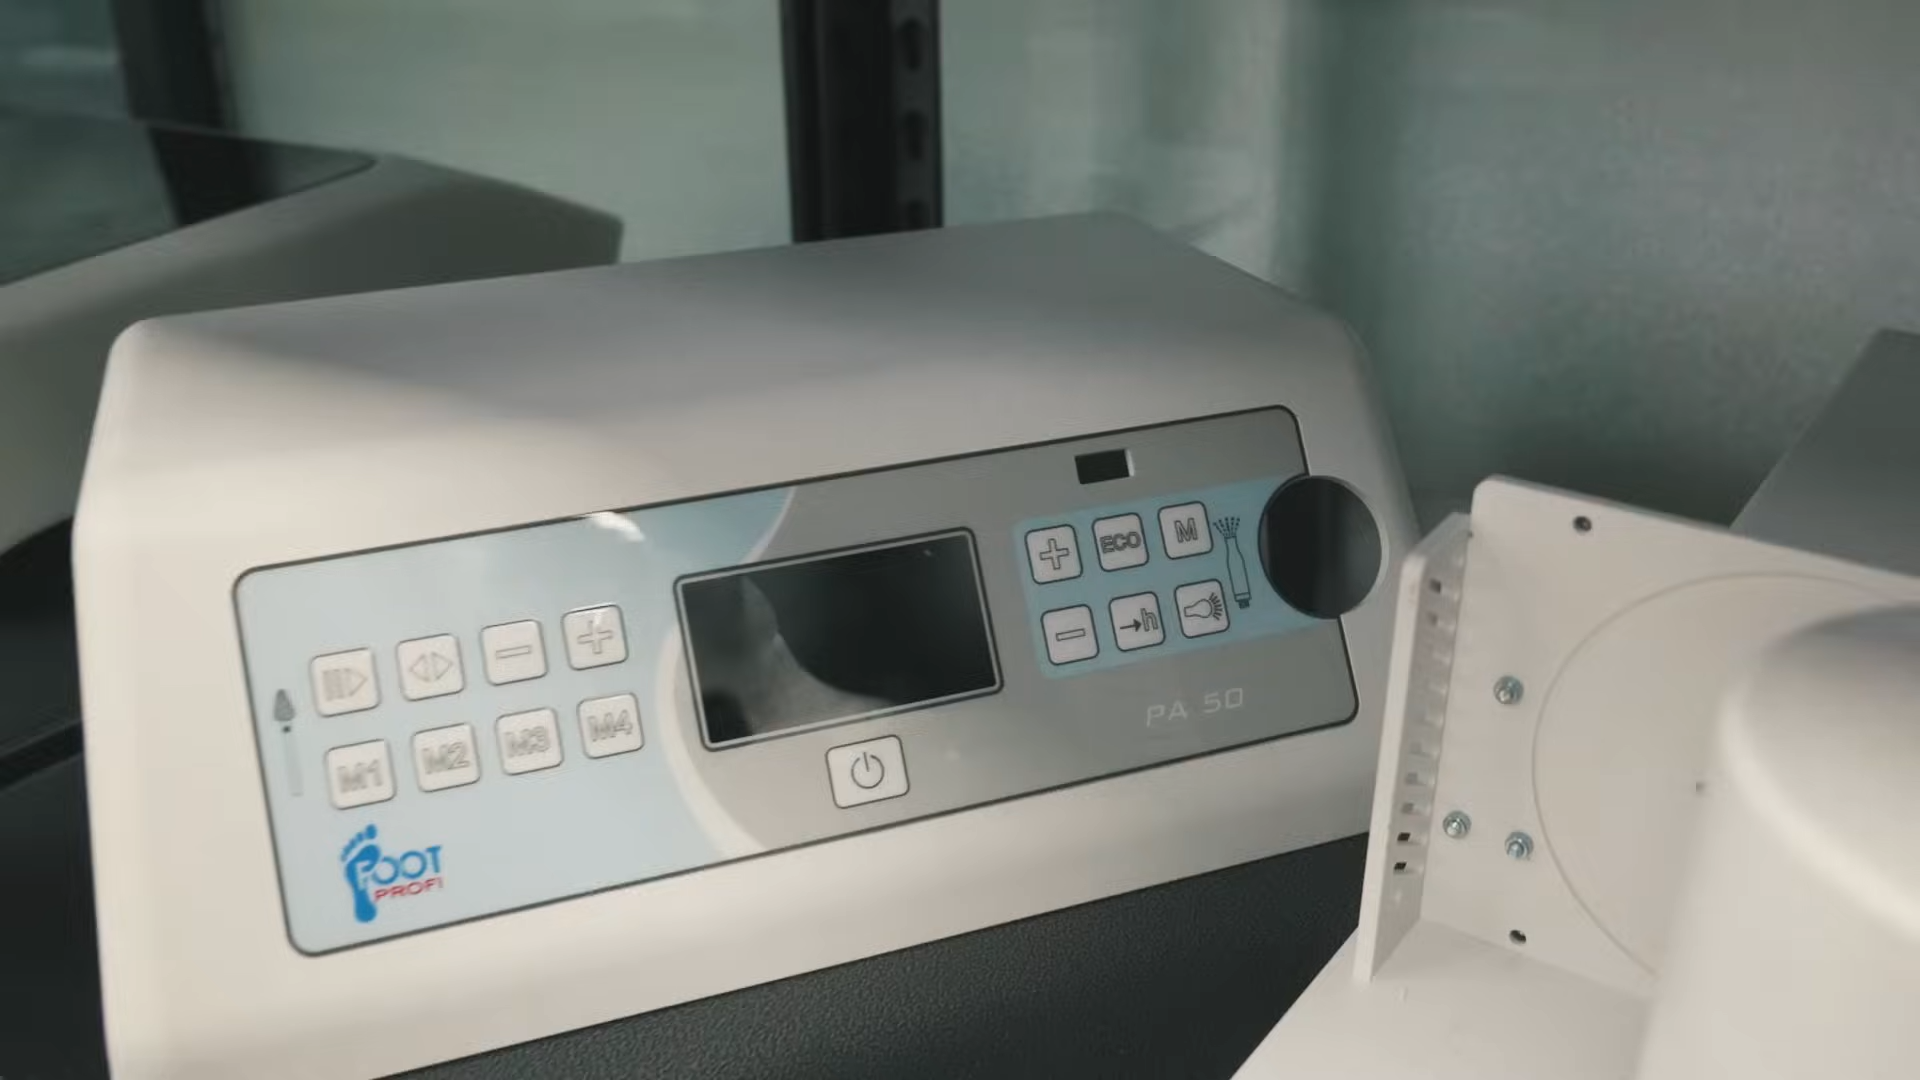 + ECO M
- →h
- +
M1 M2 M3 M4
PA 50
FOOT
PROFI